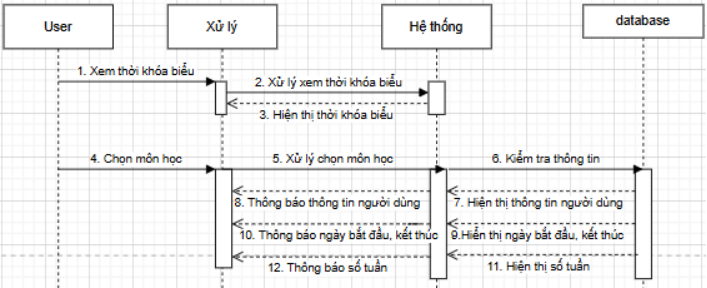 User
Xử lý
Hệ thống
database
1. Xem thời khóa biểu
2. Xử lý xem thời khóa biểu
3. Hiện thị thời khóa biểu
4. Chọn môn học
5. Xử lý chọn môn học
6. Kiểm tra thông tin
8. Thông báo thông tin người dùng
7. Hiện thị thông tin người dùng
10. Thông báo ngày bắt đầu, kết thúc
9.Hiển thị ngày bắt đầu, kết thúc
12. Thông báo số tuần
11. Hiện thị số tuần